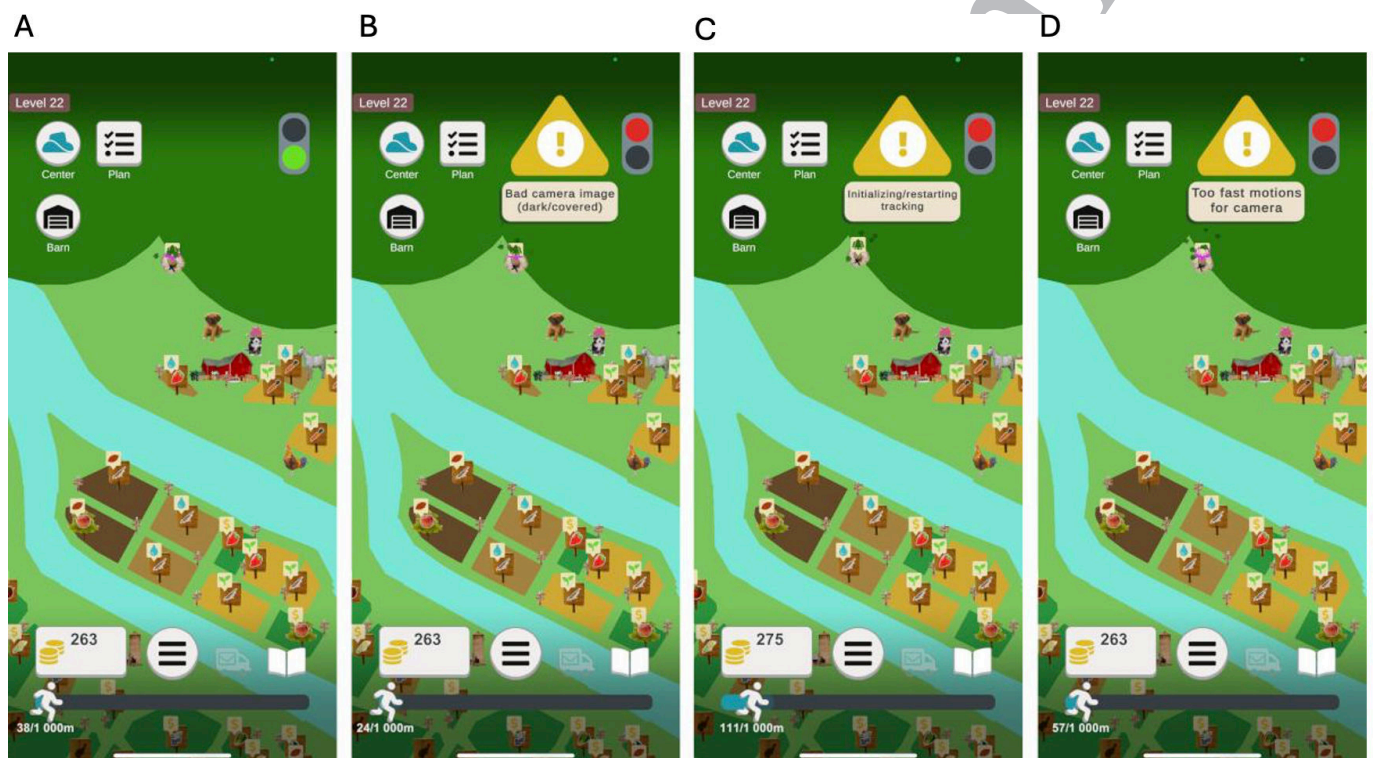 A
B
C
D
Level 22
Center
Plan
Barn
263
38/1 000m
Level 22
Center
Plan
Bad camera image
(dark/covered)
Barn
263
24/1 000m
Level 22
Center
Plan
Initializing/restarting
tracking
Barn
275
111/1 000m
Level 22
Center
Plan
Too fast motions
for camera
Barn
263
57/1 000m